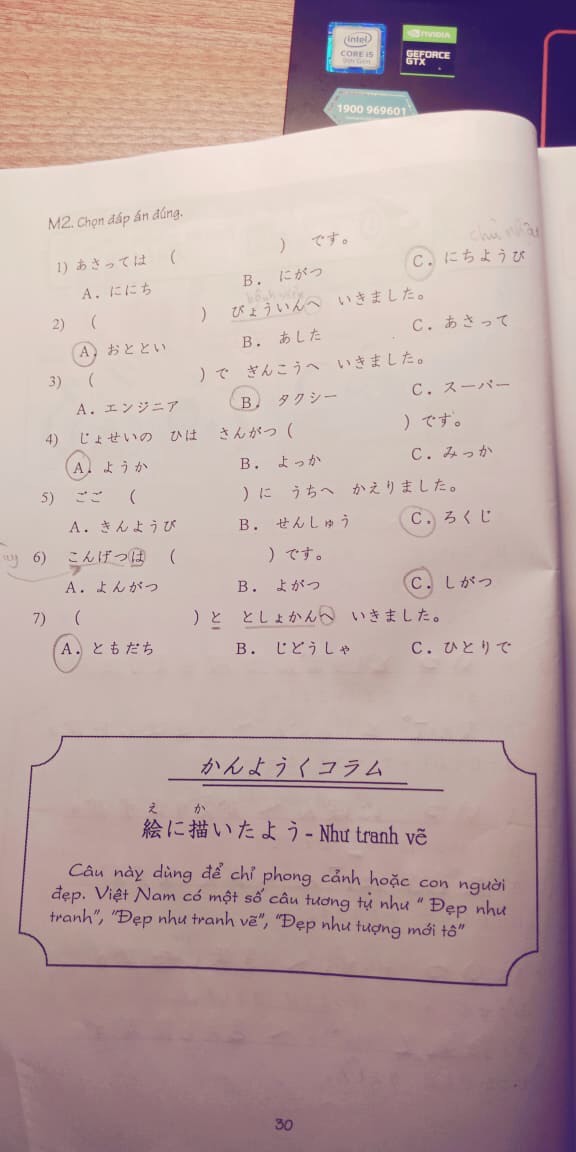 intel
CORE i5
9th Gen
NVIDIA
GEFORCE
GTX
1900 969601
M2. Chọn đáp án đúng.
chủ nhật
1) あさっては ( ) です。
A. ににち B. にがつ C. にちようび
2) ( ) びょういんへ いきました。
A. おととい B. あした C. あさって
3) ( ) で ぎんこうへ いきました。
A. エンジニア B. タクシー C. スーパー
4) じょせいの ひは さんがつ ( ) です。
A. ようか B. よっか C. みっか
5) ごご ( ) に うちへ かえりました。
A. きんようび B. せんしゅう C. ろくじ
6) こんげつは ( ) です。
A. よんがつ B. よがつ C. しがつ
7) ( ) と としょかんへ いきました。
A. ともだち B. じどうしゃ C. ひとりで
かんようくコラム
え か
絵に描いたよう - Như tranh vẽ
Câu này dùng để chỉ phong cảnh hoặc con người
đẹp. Việt Nam có một số câu tương tự như " Đẹp như
tranh", "Đẹp như tranh vẽ", "Đẹp như tượng mới tô"
30